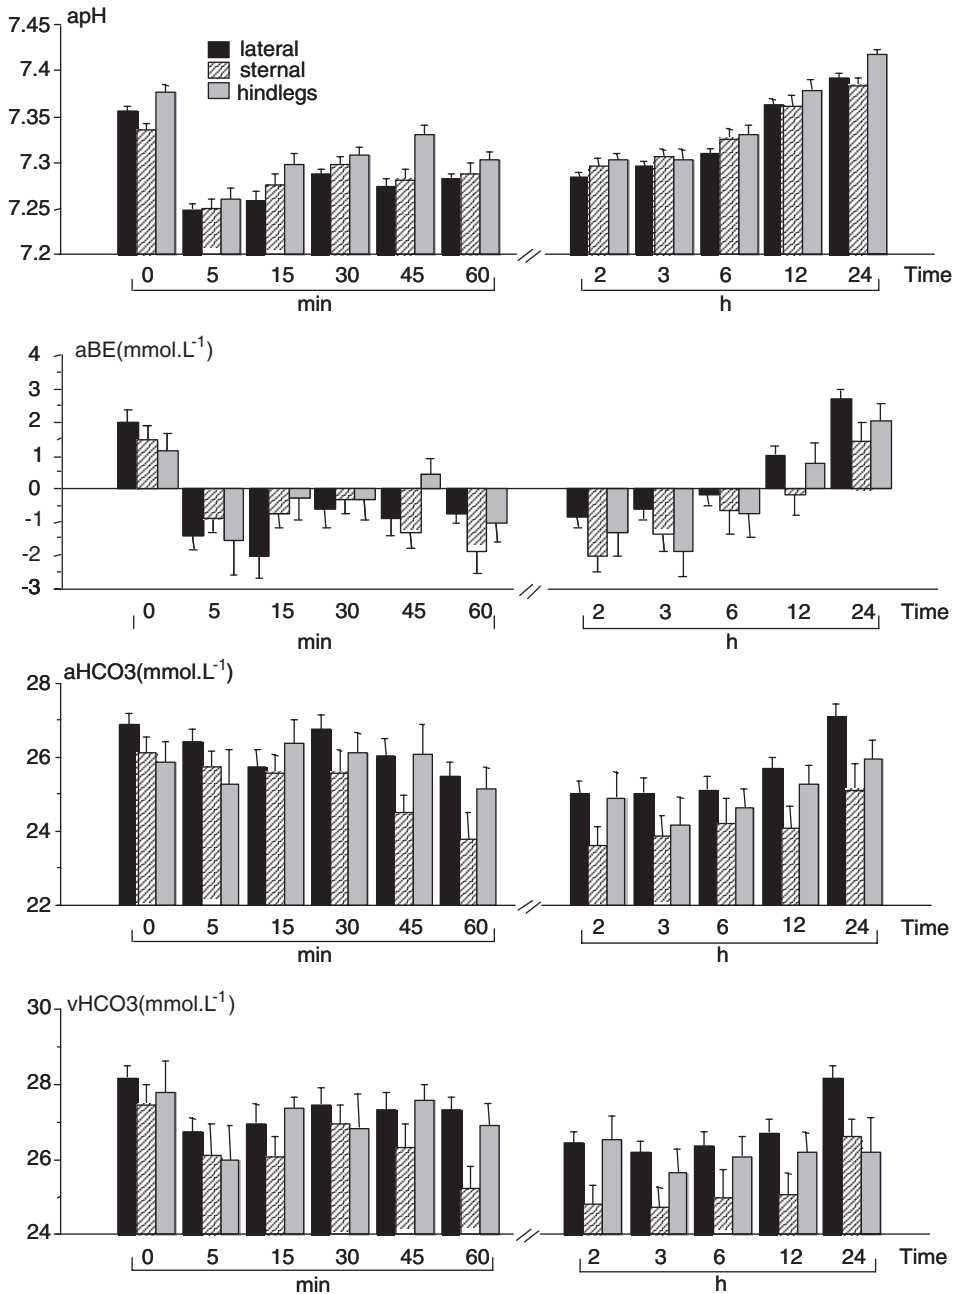 apH
7.45
7.4
7.35
7.3
7.25
7.2
lateral
sternal
hindlegs
0 5 15 30 45 60 2 3 6 12 24 Time
min h
aBE(mmol.L-1)
4
3
2
1
0
-1
-2
-3
0 5 15 30 45 60 2 3 6 12 24 Time
min h
aHCO3(mmol.L-1)
28
26
24
22
0 5 15 30 45 60 2 3 6 12 24 Time
min h
vHCO3(mmol.L-1)
30
28
26
24
0 5 15 30 45 60 2 3 6 12 24 Time
min h